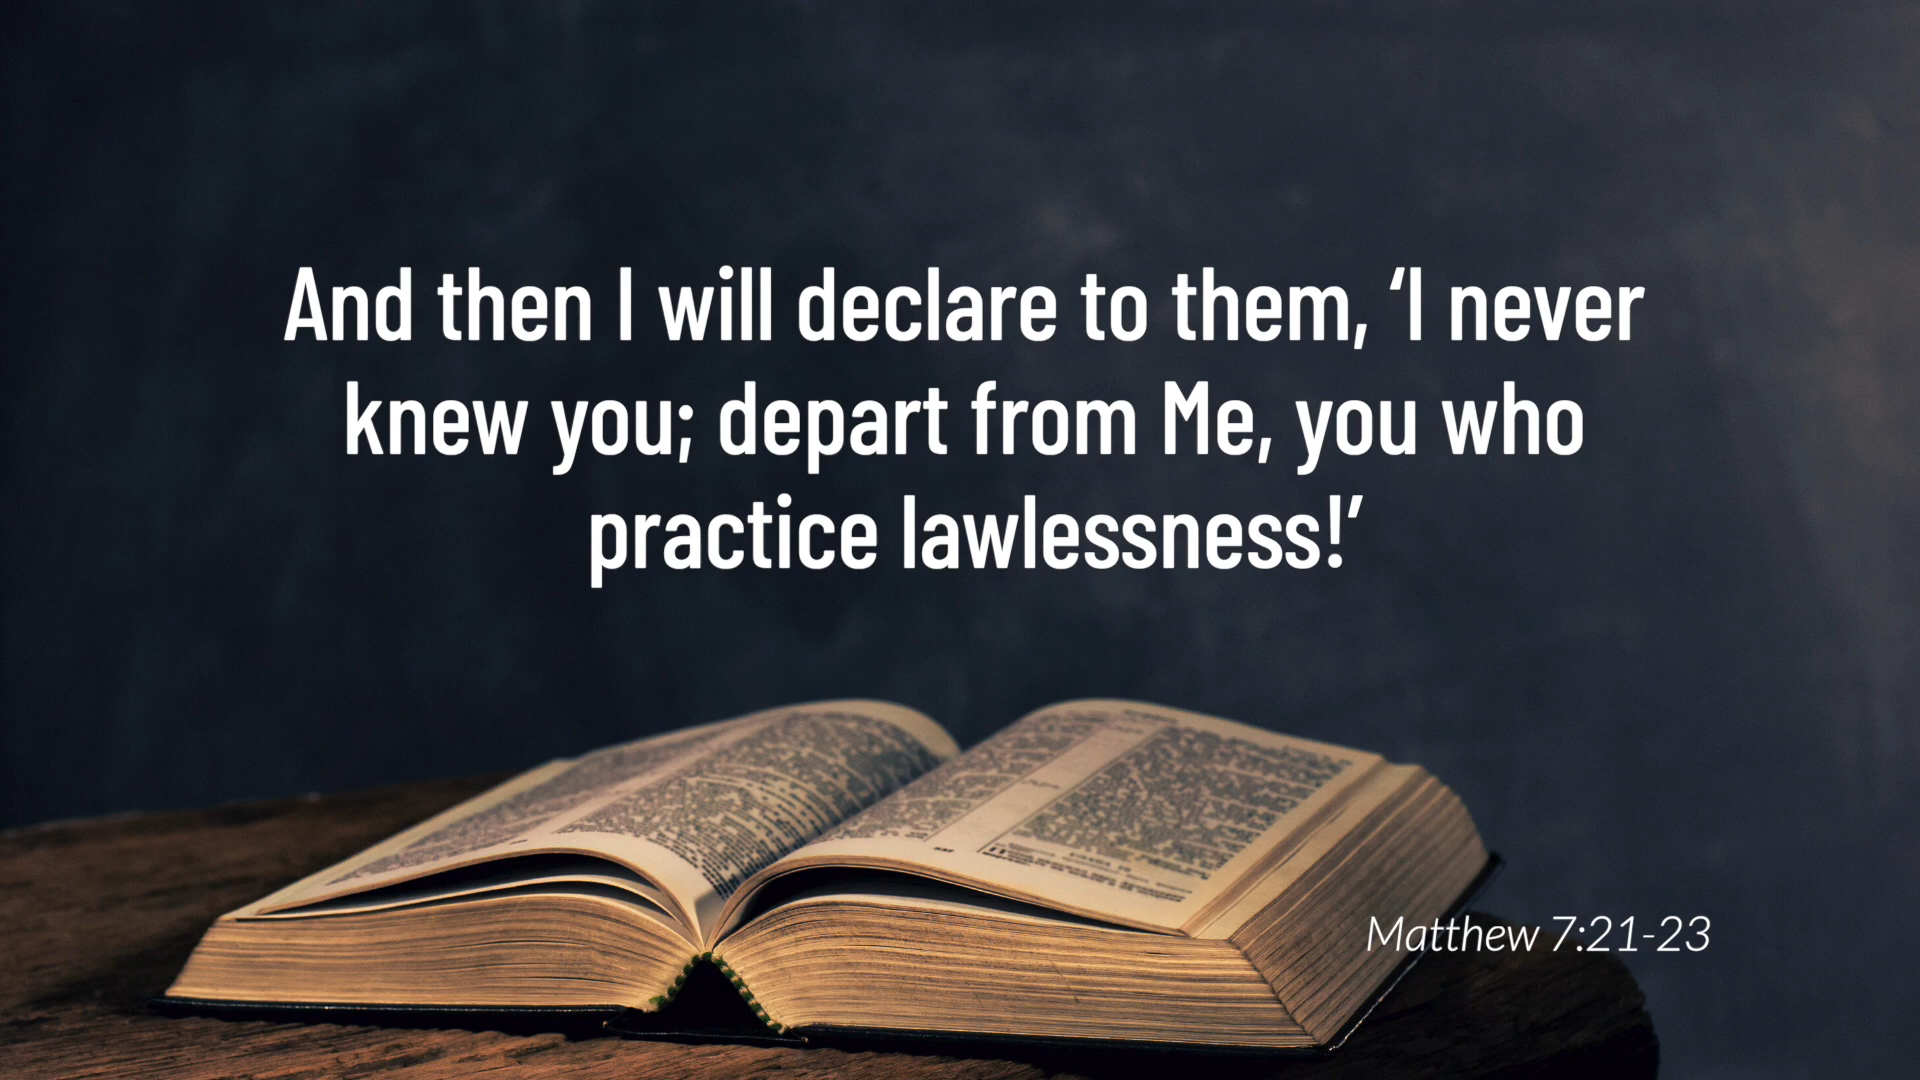 And then I will declare to them, ‘I never
knew you; depart from Me, you who
practice lawlessness!’
Matthew 7:21-23